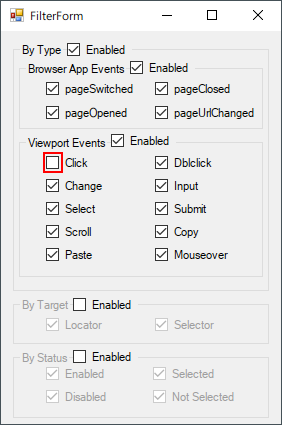 FilterForm
By Type Enabled
Browser App Events Enabled
pageSwitched pageClosed
pageOpened pageUrlChanged
Viewport Events Enabled
Click Dblclick
Change Input
Select Submit
Scroll Copy
Paste Mouseover
By Target Enabled
Locator Selector
By Status Enabled
Enabled Selected
Disabled Not Selected